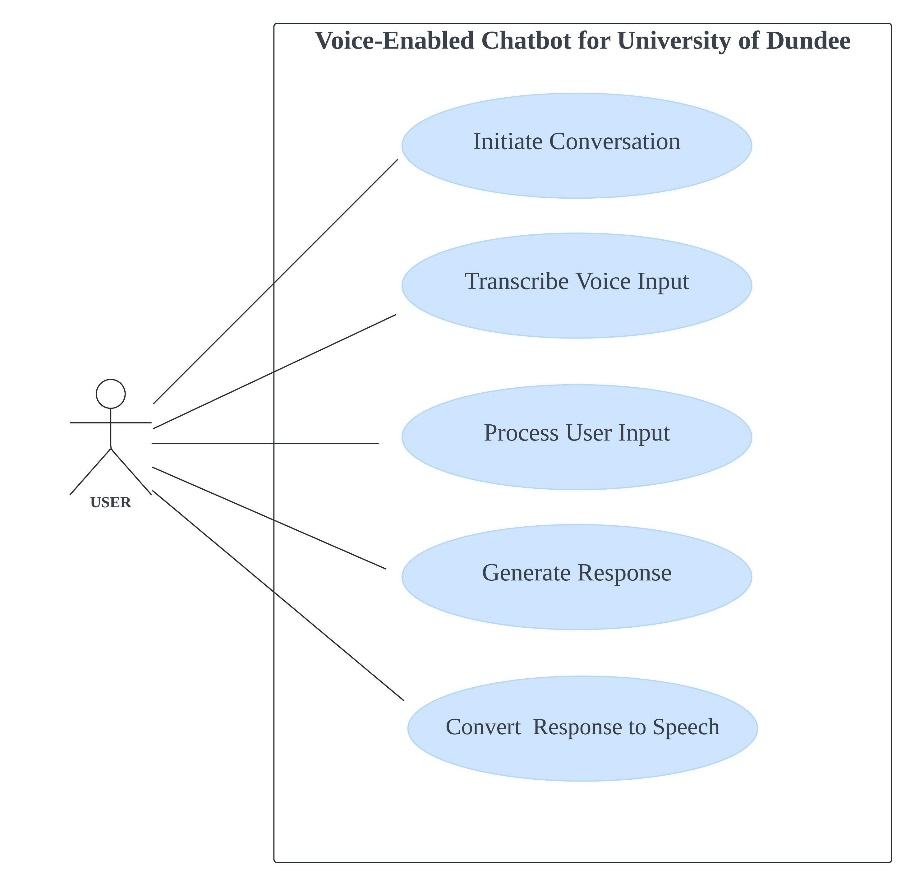 Voice-Enabled Chatbot for University of Dundee
Initiate Conversation
Transcribe Voice Input
Process User Input
USER
Generate Response
Convert  Response to Speech